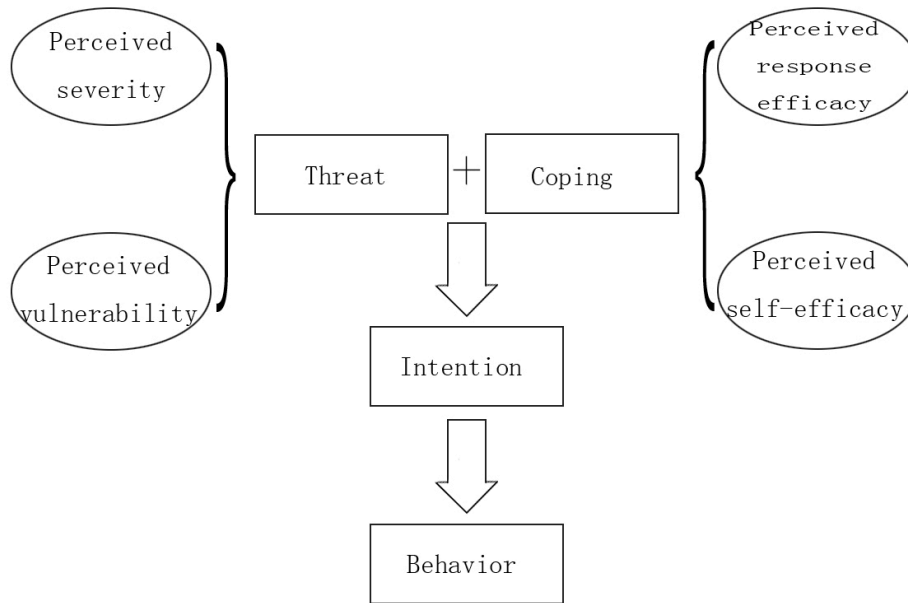 Perceived
severity
Perceived
response
efficacy
Threat
+
Coping
Perceived
vulnerability
Perceived
self-efficacy
Intention
Behavior